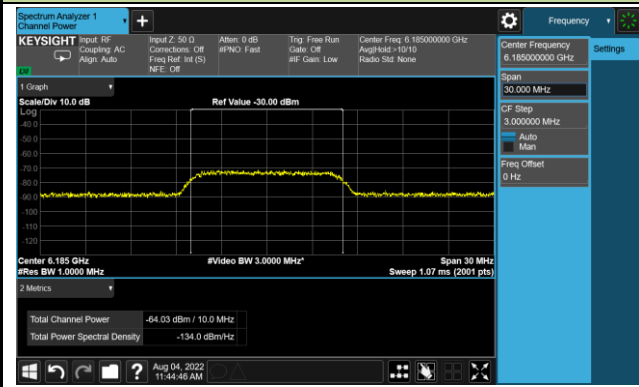 Spectrum Analyzer 1
Channel Power
Frequency
KEYSIGHT
Input: RF
Coupling: AC
Align: Auto
Input Z: 50 Ω
Corrections: Off
Freq Ref: Int (S)
NFE: Off
Atten: 0 dB
#PNO: Fast
Trig: Free Run
Gate: Off
#IF Gain: Low
Center Freq: 6.185000000 GHz
Avg|Hold:>10/10
Radio Std: None
Center Frequency
6.185000000 GHz
Settings
Span
30.000 MHz
CF Step
3.000000 MHz
Auto
Man
Freq Offset
0 Hz
1 Graph
Scale/Div 10.0 dB
Ref Value -30.00 dBm
Log
-40.0
-50.0
-60.0
-70.0
-80.0
-90.0
-100
-110
-120
Center 6.185 GHz
#Video BW 3.0000 MHz*
Span 30 MHz
#Res BW 1.0000 MHz
Sweep 1.07 ms (2001 pts)
2 Metrics
Total Channel Power
-64.03 dBm / 10.0 MHz
Total Power Spectral Density
-134.0 dBm/Hz
?
Aug 04, 2022
11:44:46 AM